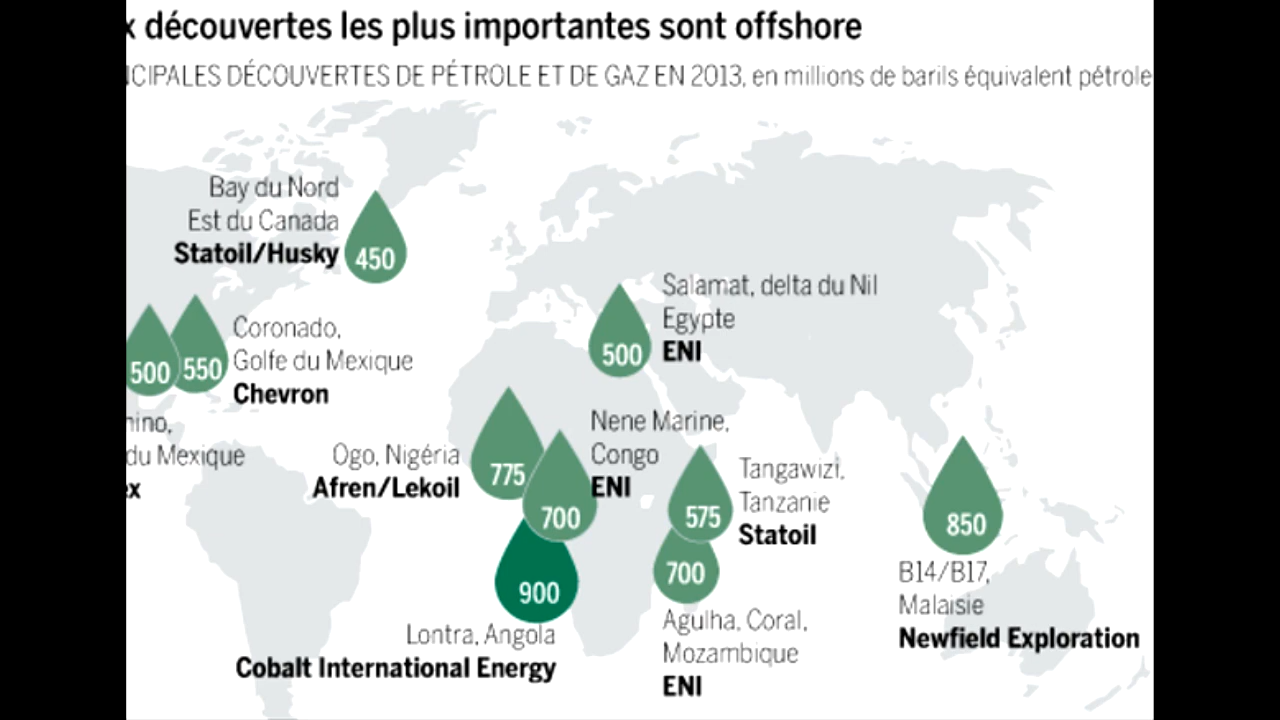 x découvertes les plus importantes sont offshore
NCIPALES DÉCOUVERTES DE PÉTROLE ET DE GAZ EN 2013, en millions de barils équivalent pétrole
Bay du Nord
Est du Canada
Statoil/Husky
450
500
550
Coronado,
Golfe du Mexique
Chevron
nino,
du Mexique
ex
Salamat, delta du Nil
Egypte
ENI
500
Ogo, Nigéria
Afren/Lekoil
775
Nene Marine,
Congo
ENI
700
900
Lontra, Angola
Cobalt International Energy
575
Tangawizi,
Tanzanie
Statoil
700
Agulha, Coral,
Mozambique
ENI
850
B14/B17,
Malaisie
Newfield Exploration